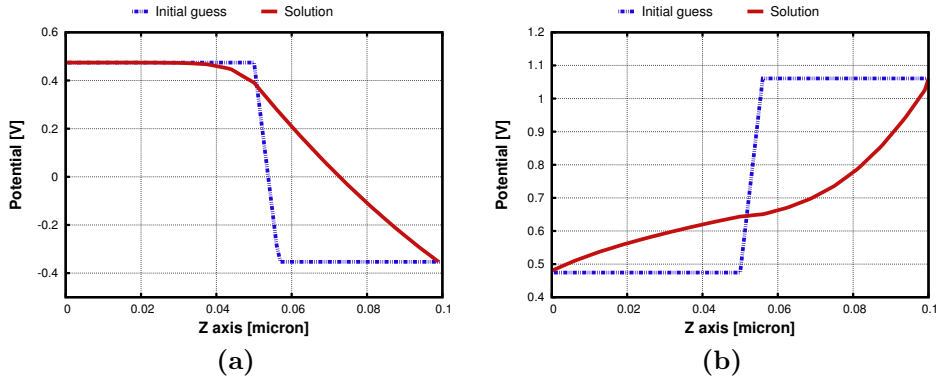 Initial guess Solution
0.6
0.4
0.2
0
-0.2
-0.4
Potential [V]
0 0.02 0.04 0.06 0.08 0.1
Z axis [micron]
(a)
Initial guess Solution
1.2
1.1
1
0.9
0.8
0.7
0.6
0.5
0.4
Potential [V]
0 0.02 0.04 0.06 0.08 0.1
Z axis [micron]
(b)